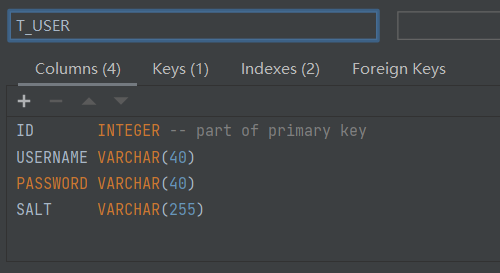 T_USER
Columns (4) Keys (1) Indexes (2) Foreign Keys
ID INTEGER -- part of primary key
USERNAME VARCHAR(40)
PASSWORD VARCHAR(40)
SALT VARCHAR(255)